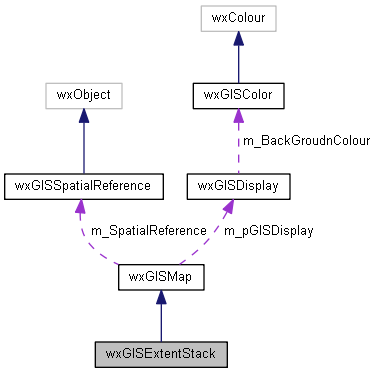 wxColour
wxObject
wxGISColor
m_BackGroudnColour
wxGISSpatialReference
wxGISDisplay
m_SpatialReference
m_pGISDisplay
wxGISMap
wxGISExtentStack